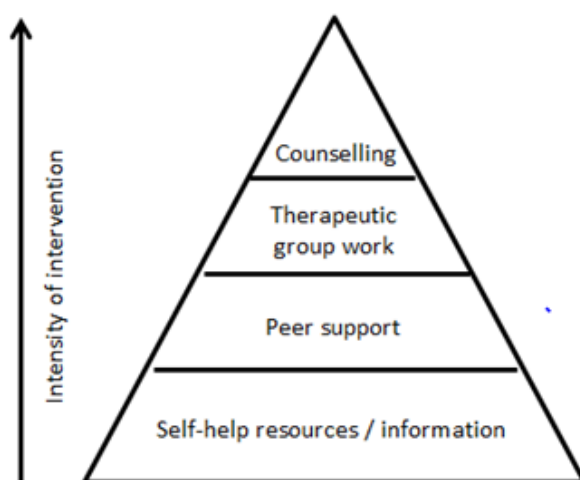 Counselling
Therapeutic
group work
Intensity of intervention
Peer support
Self-help resources / information